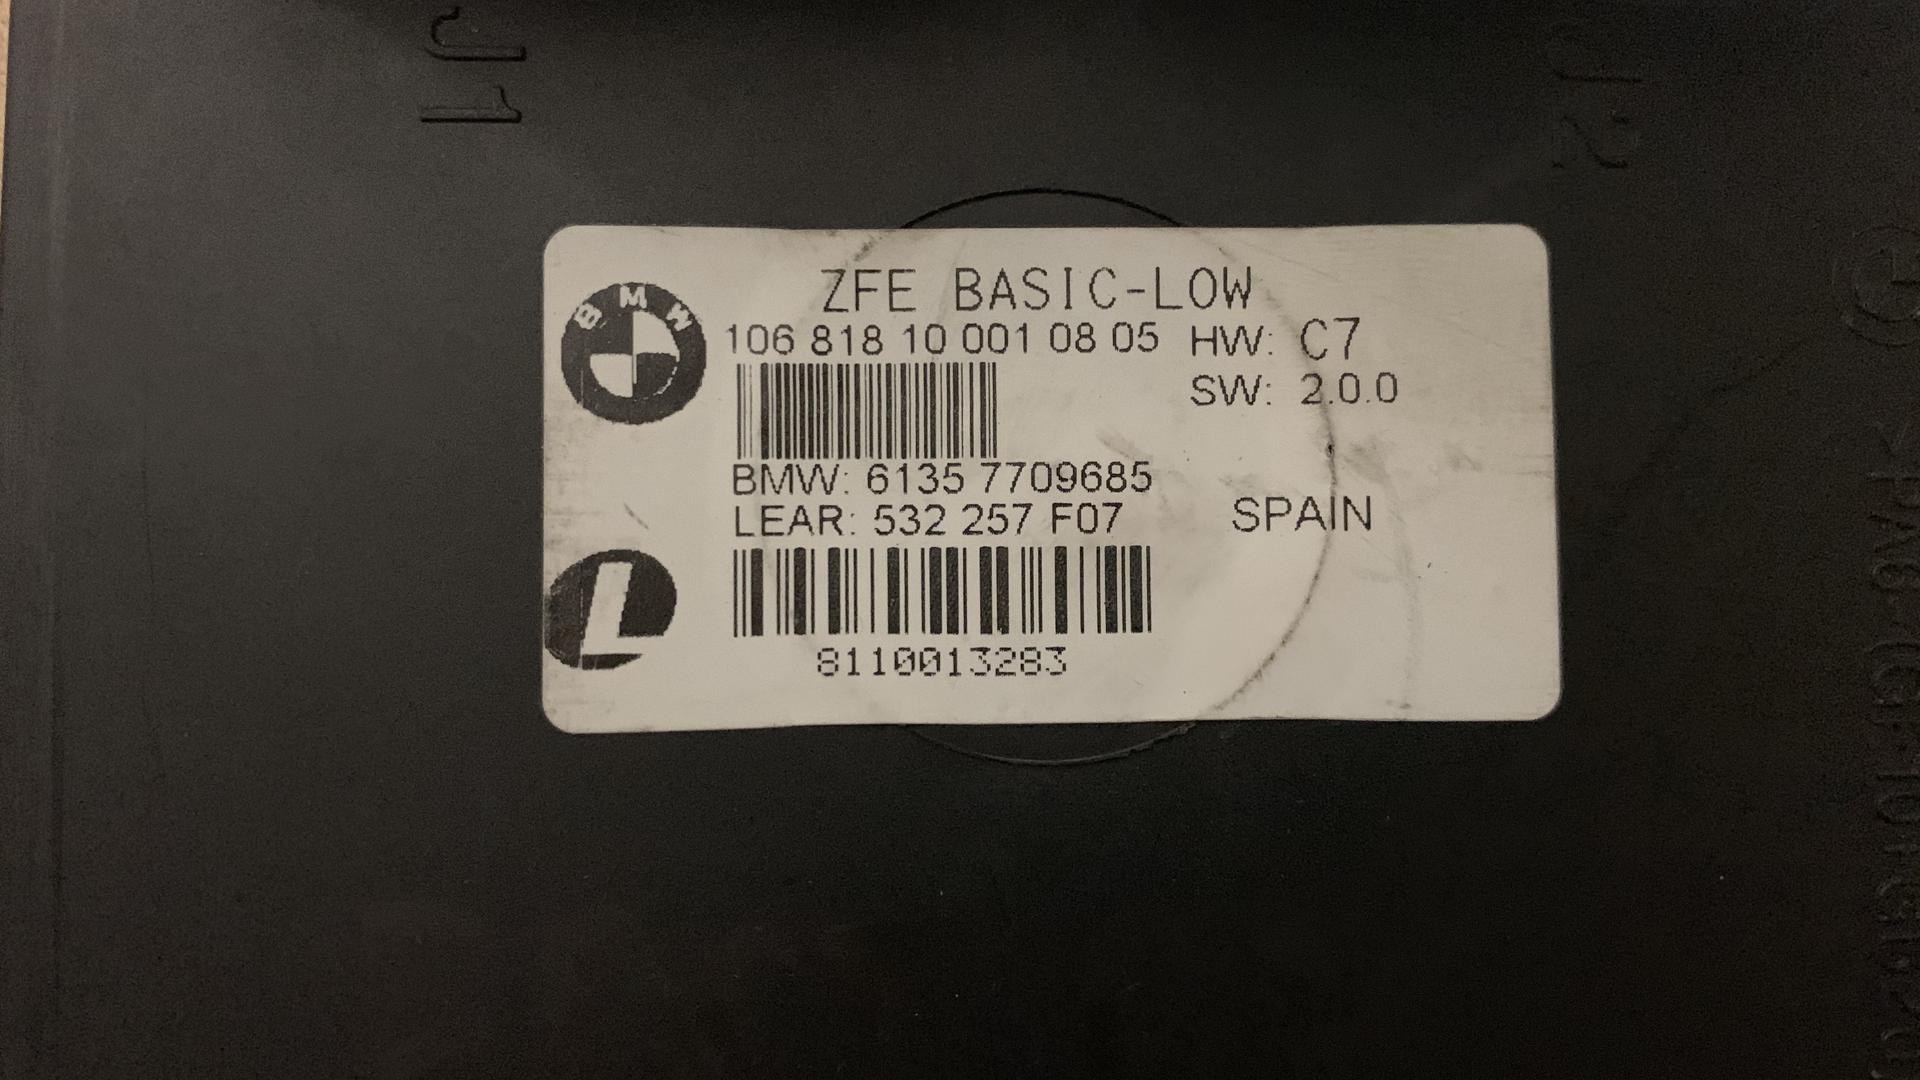 J1
J2
BMW
ZFE BASIC-LOW
106 818 10 001 08 05 HW: C7
SW: 2.0.0
BMW: 6135 7709685
LEAR: 532 257 F07 SPAIN
8110013283
L